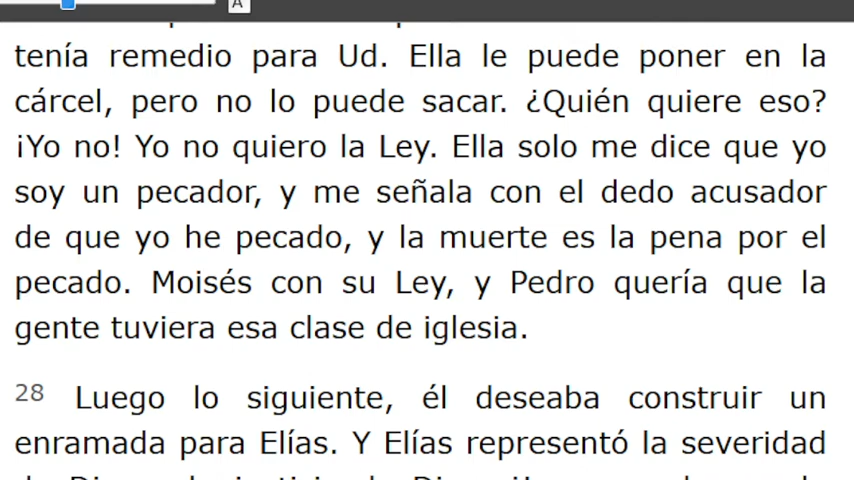 A
tenía remedio para Ud. Ella le puede poner en la
cárcel, pero no lo puede sacar. ¿Quién quiere eso?
¡Yo no! Yo no quiero la Ley. Ella solo me dice que yo
soy un pecador, y me señala con el dedo acusador
de que yo he pecado, y la muerte es la pena por el
pecado. Moisés con su Ley, y Pedro quería que la
gente tuviera esa clase de iglesia.
28 Luego lo siguiente, él deseaba construir un
enramada para Elías. Y Elías representó la severidad